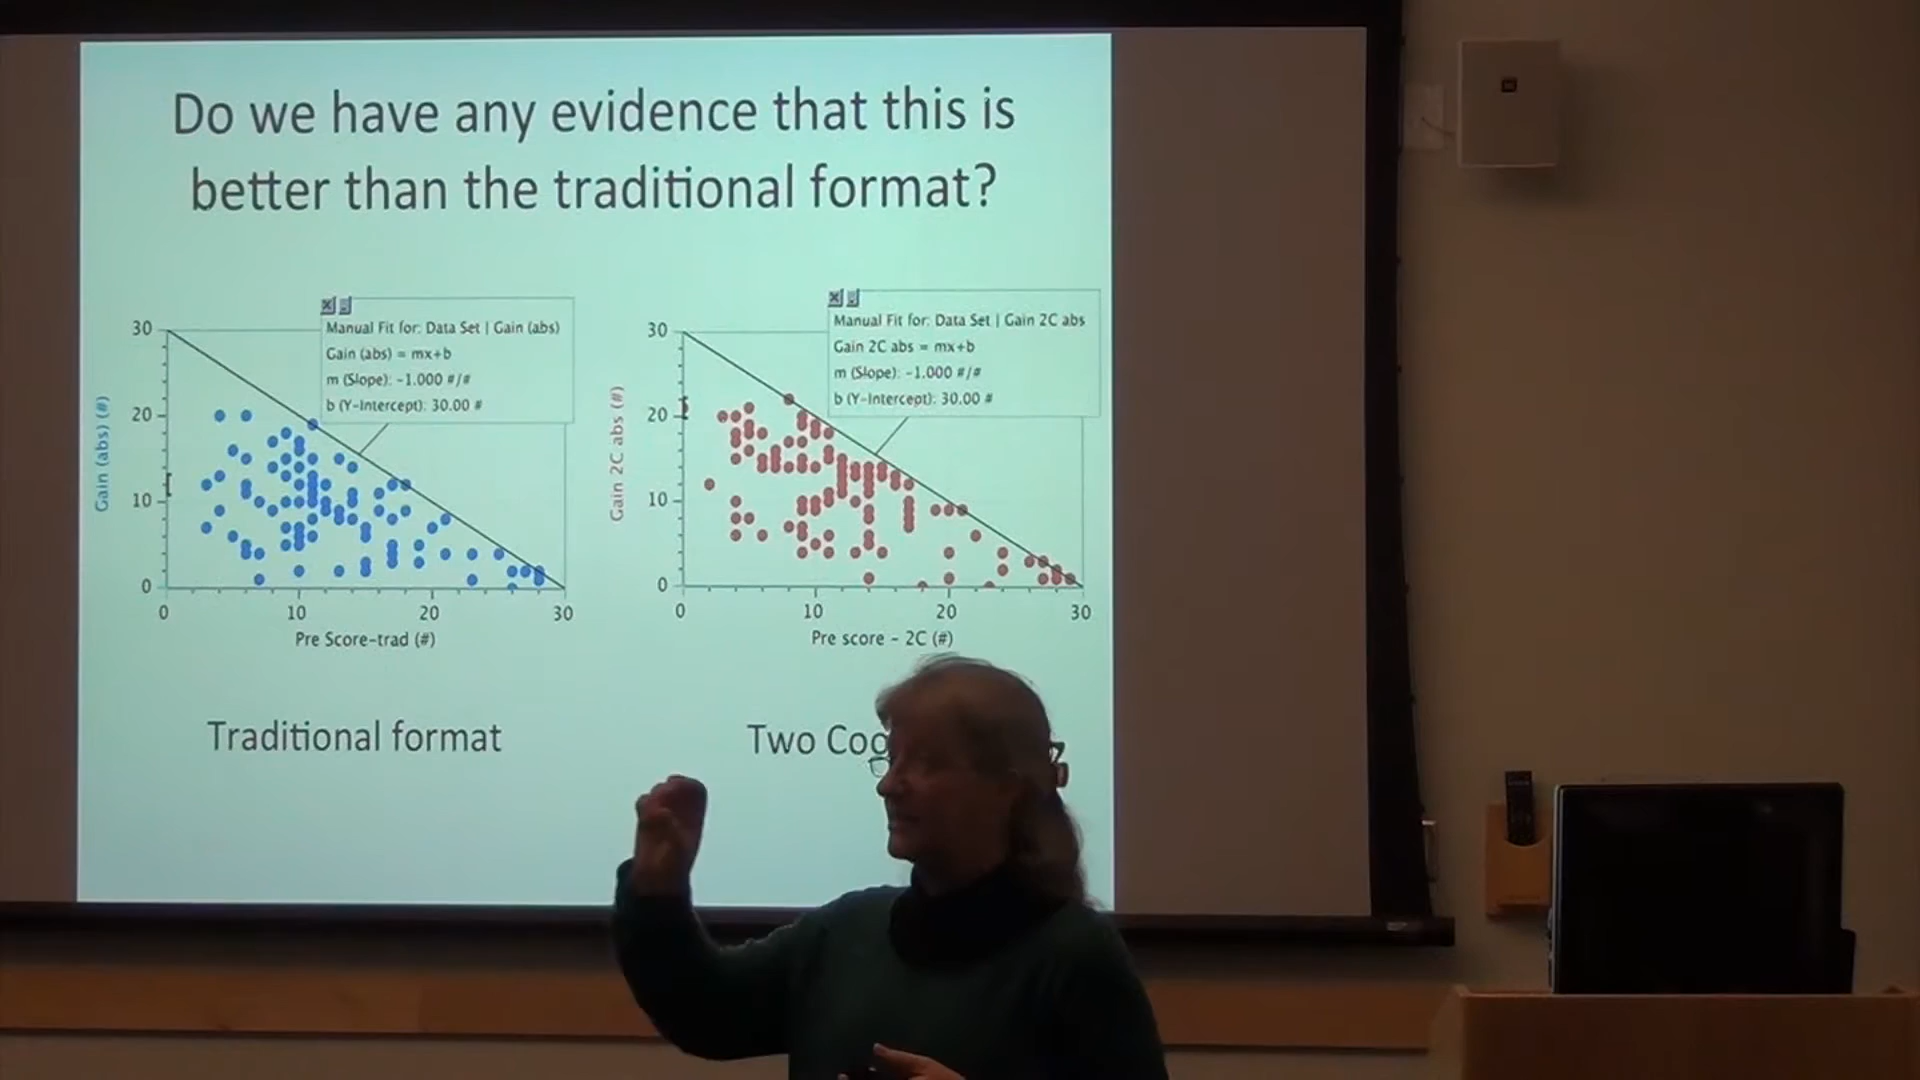 Do we have any evidence that this is
better than the traditional format?
Manual Fit for: Data Set | Gain (abs)
Gain (abs) = mx+b
m (Slope): -1.000 #/#
b (Y-Intercept): 30.00 #
30
20
10
0
Gain (abs) (#)
0 10 20 30
Pre Score-trad (#)
Traditional format
Manual Fit for: Data Set | Gain 2C abs
Gain 2C abs = mx+b
m (Slope): -1.000 #/#
b (Y-Intercept): 30.00 #
30
20
10
0
Gain 2C abs (#)
0 10 20 30
Pre score - 2C (#)
Two